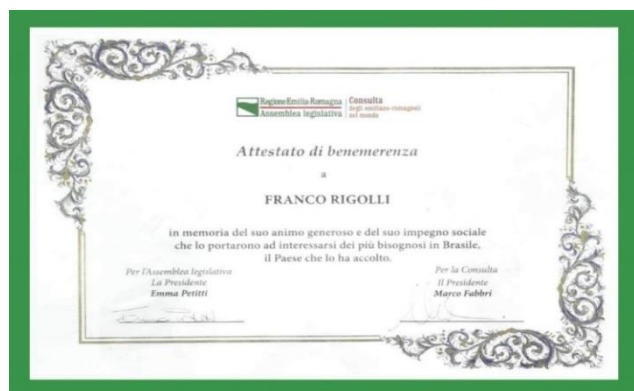 Regione Emilia Romagna
Assemblea legislativa
Consulta
degli emiliano-romagnoli
nel mondo
Attestato di benemerenza
a
FRANCO RIGOLLI
in memoria del suo animo generoso e del suo impegno sociale
che lo portarono ad interessarsi dei più bisognosi in Brasile,
il Paese che lo ha accolto.
Per l'Assemblea legislativa
La Presidente
Emma Petitti
Per la Consulta
Il Presidente
Marco Fabbri